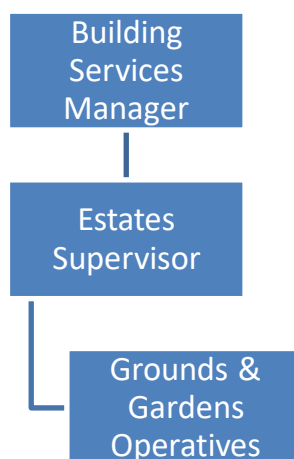 Building
Services
Manager
Estates
Supervisor
Grounds &
Gardens
Operatives